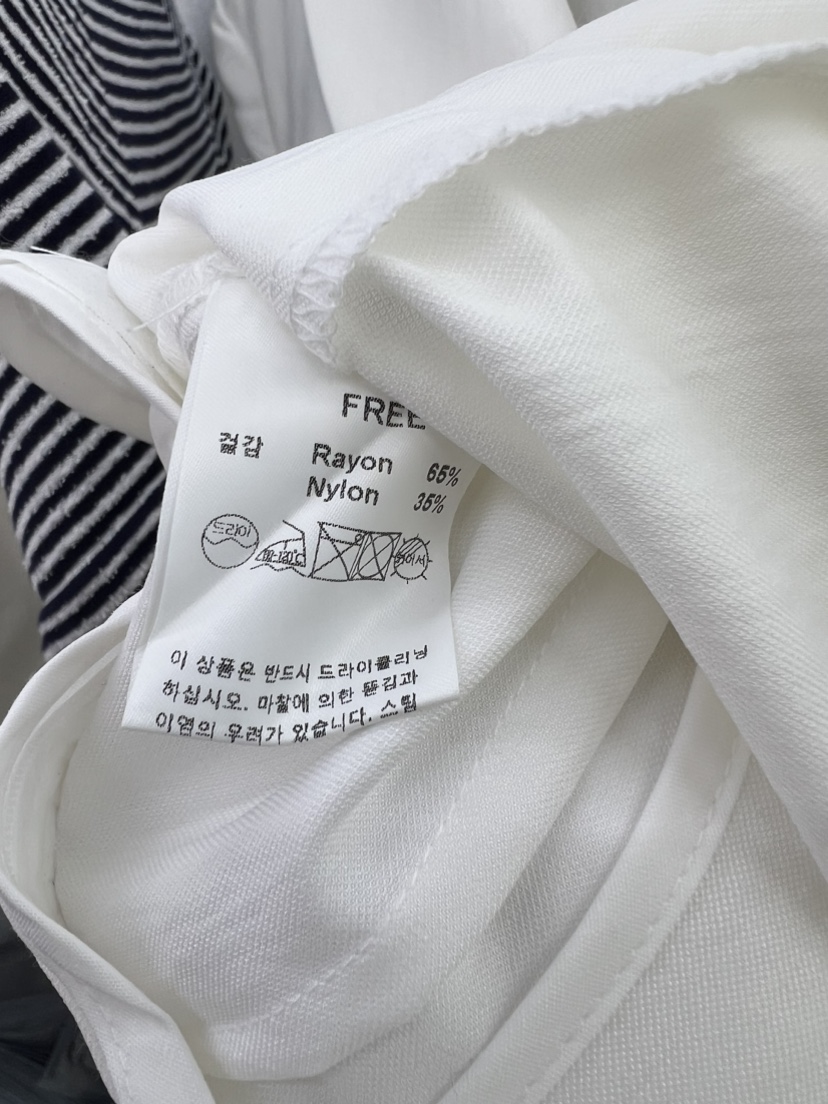 FREE
겉감 Rayon 65%
Nylon 35%
드라이
이 상품은 반드시 드라이클리닝
하십시오. 마찰에 의한 뜯김과
이염의 우려가 있습니다. 스팀